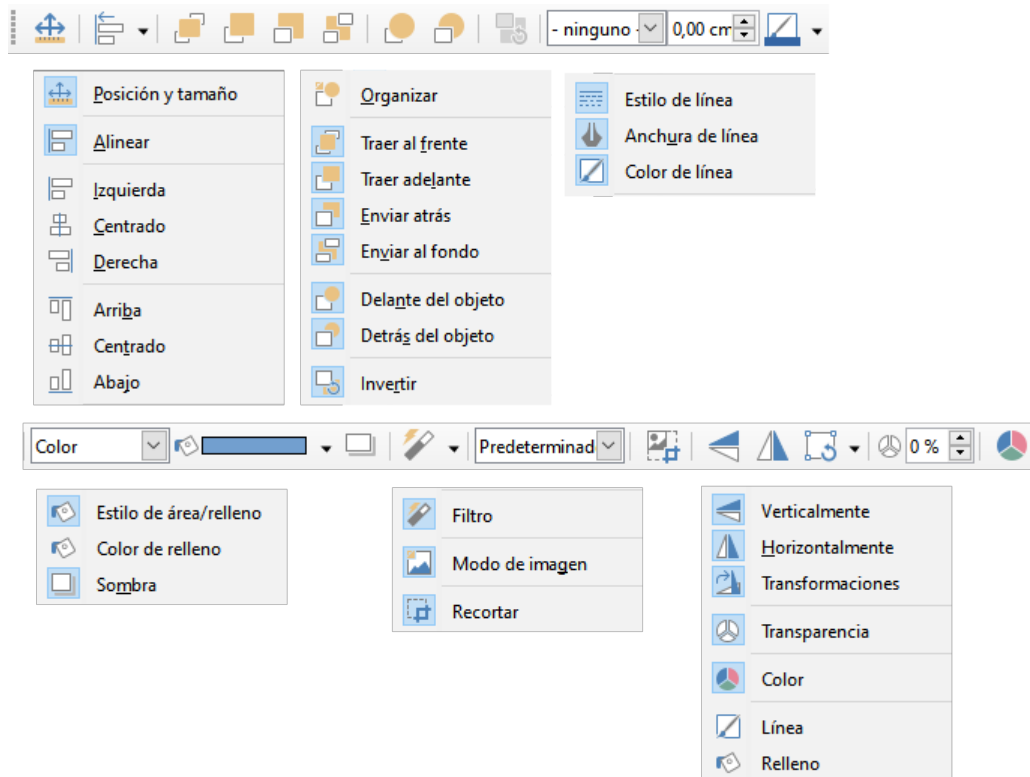 - ninguno -
0,00 cm
Posición y tamaño
Alinear
Izquierda
Centrado
Derecha
Arriba
Centrado
Abajo
Organizar
Traer al frente
Traer adelante
Enviar atrás
Enviar al fondo
Delante del objeto
Detrás del objeto
Invertir
Estilo de línea
Anchura de línea
Color de línea
Color
Predeterminad
0 %
Estilo de área/relleno
Color de relleno
Sombra
Filtro
Modo de imagen
Recortar
Verticalmente
Horizontalmente
Transformaciones
Transparencia
Color
Línea
Relleno